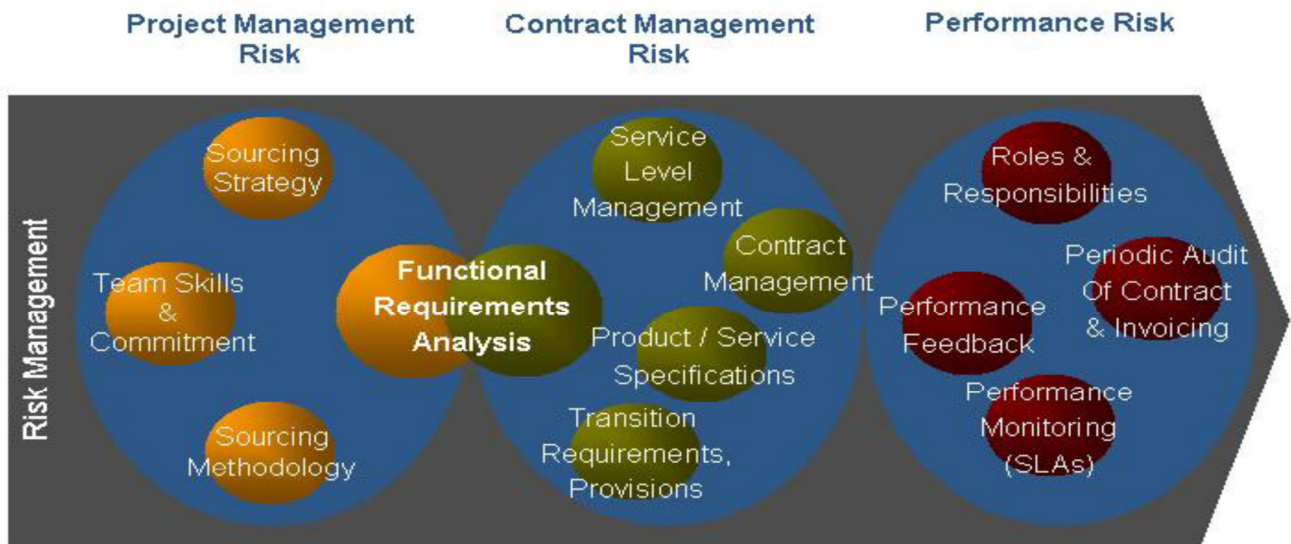 Project Management
Risk
Contract Management
Risk
Performance Risk
Risk Management
Sourcing
Strategy
Team Skills
&
Commitment
Sourcing
Methodology
Functional
Requirements
Analysis
Service
Level
Management
Contract
Management
Product / Service
Specifications
Transition
Requirements,
Provisions
Roles &
Responsibilities
Periodic Audit
Of Contract
& Invoicing
Performance
Feedback
Performance
Monitoring
(SLAs)